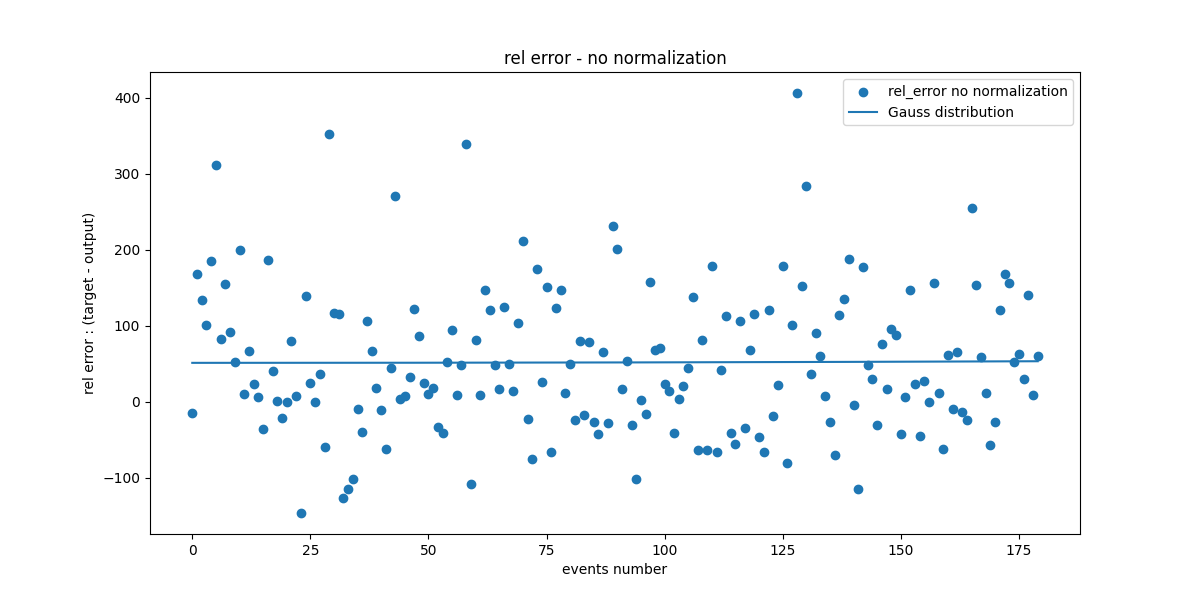 rel error - no normalization
rel_error no normalization
Gauss distribution
rel error : (target - output)
400
300
200
100
0
−100
0
25
50
75
100
125
150
175
events number